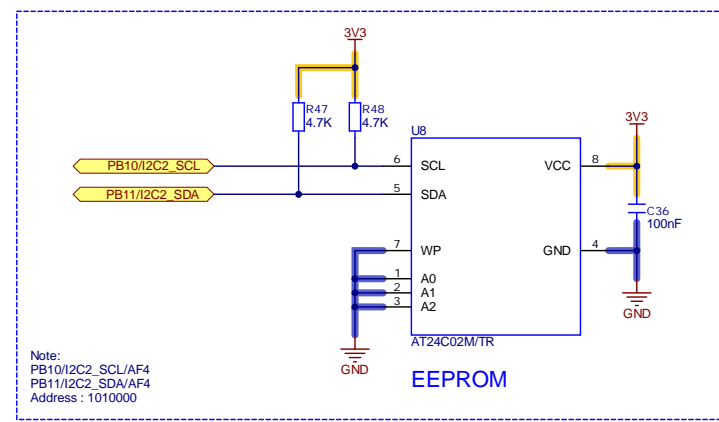 3V3
R47
4.7K
R48
4.7K
3V3
U8
PB10/I2C2_SCL
6
SCL
VCC
8
PB11/I2C2_SDA
5
SDA
C36
100nF
7
WP
GND
4
1
A0
2
A1
3
A2
GND
AT24C02M/TR
GND
EEPROM
Note:
PB10/I2C2_SCL/AF4
PB11/I2C2_SDA/AF4
Address : 1010000